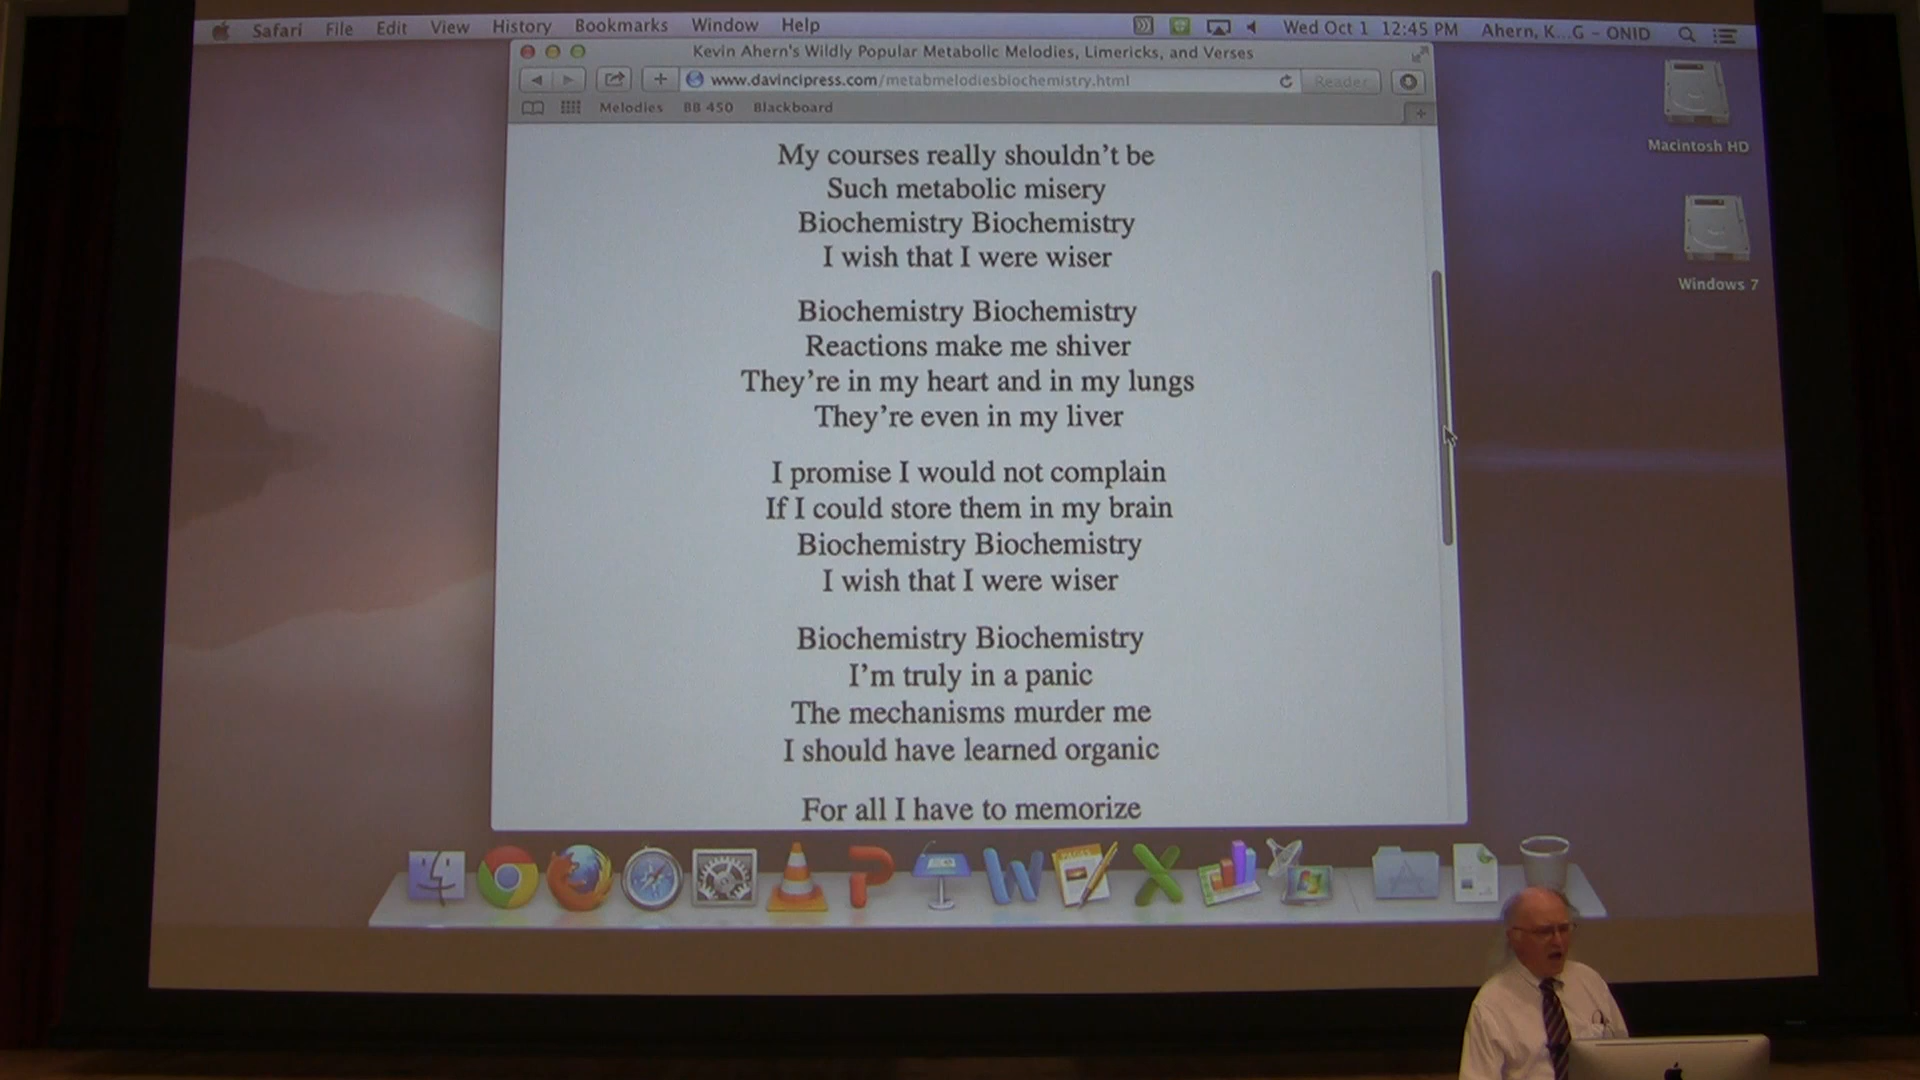 Safari File Edit View History Bookmarks Window Help Wed Oct 1 12:45 PM Ahern, K...G - ONID
Kevin Ahern's Wildly Popular Metabolic Melodies, Limericks, and Verses
www.davincipress.com/metabmelodiesbiochemistry.html Reader
Melodies BB 450 Blackboard
Macintosh HD
Windows 7
My courses really shouldn't be
Such metabolic misery
Biochemistry Biochemistry
I wish that I were wiser
Biochemistry Biochemistry
Reactions make me shiver
They're in my heart and in my lungs
They're even in my liver
I promise I would not complain
If I could store them in my brain
Biochemistry Biochemistry
I wish that I were wiser
Biochemistry Biochemistry
I'm truly in a panic
The mechanisms murder me
I should have learned organic
For all I have to memorize